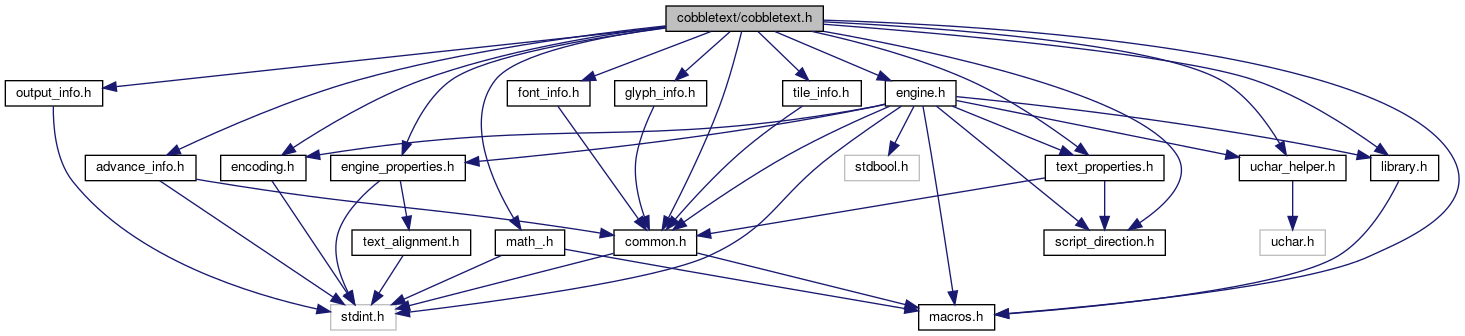 cobbletext/cobbletext.h
output_info.h
font_info.h
glyph_info.h
tile_info.h
engine.h
advance_info.h
encoding.h
engine_properties.h
stdbool.h
text_properties.h
uchar_helper.h
library.h
text_alignment.h
math_.h
common.h
script_direction.h
uchar.h
stdint.h
macros.h